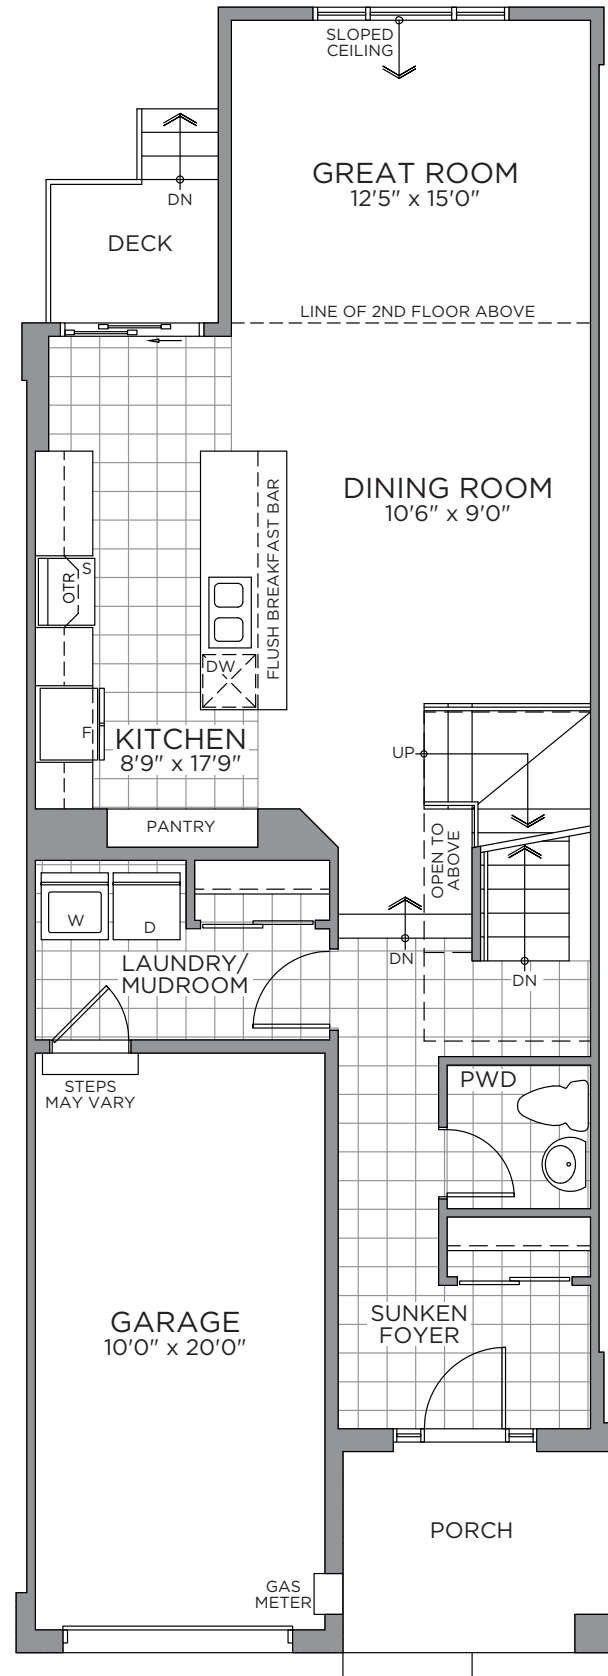 SLOPED
CEILING
GREAT ROOM
12'5" x 15'0"
DN
DECK
LINE OF 2ND FLOOR ABOVE
DINING ROOM
10'6" x 9'0"
FLUSH BREAKFAST BAR
S
OTR
DW
F
KITCHEN
8'9" x 17'9"
UP
PANTRY
OPEN TO
ABOVE
W
D
LAUNDRY/
MUDROOM
DN
DN
STEPS
MAY VARY
PWD
GARAGE
10'0" x 20'0"
SUNKEN
FOYER
PORCH
GAS
METER